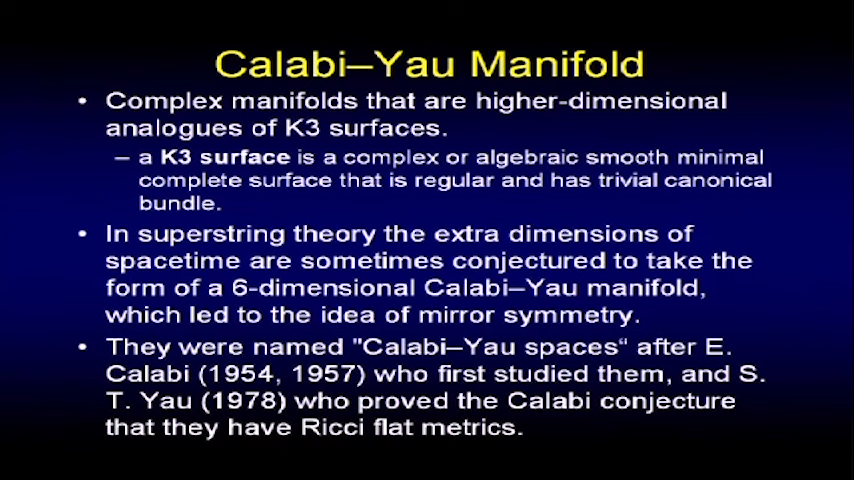 Calabi–Yau Manifold
• Complex manifolds that are higher-dimensional
analogues of K3 surfaces.
– a K3 surface is a complex or algebraic smooth minimal
complete surface that is regular and has trivial canonical
bundle.
• In superstring theory the extra dimensions of
spacetime are sometimes conjectured to take the
form of a 6-dimensional Calabi–Yau manifold,
which led to the idea of mirror symmetry.
• They were named "Calabi–Yau spaces“ after E.
Calabi (1954, 1957) who first studied them, and S.
T. Yau (1978) who proved the Calabi conjecture
that they have Ricci flat metrics.